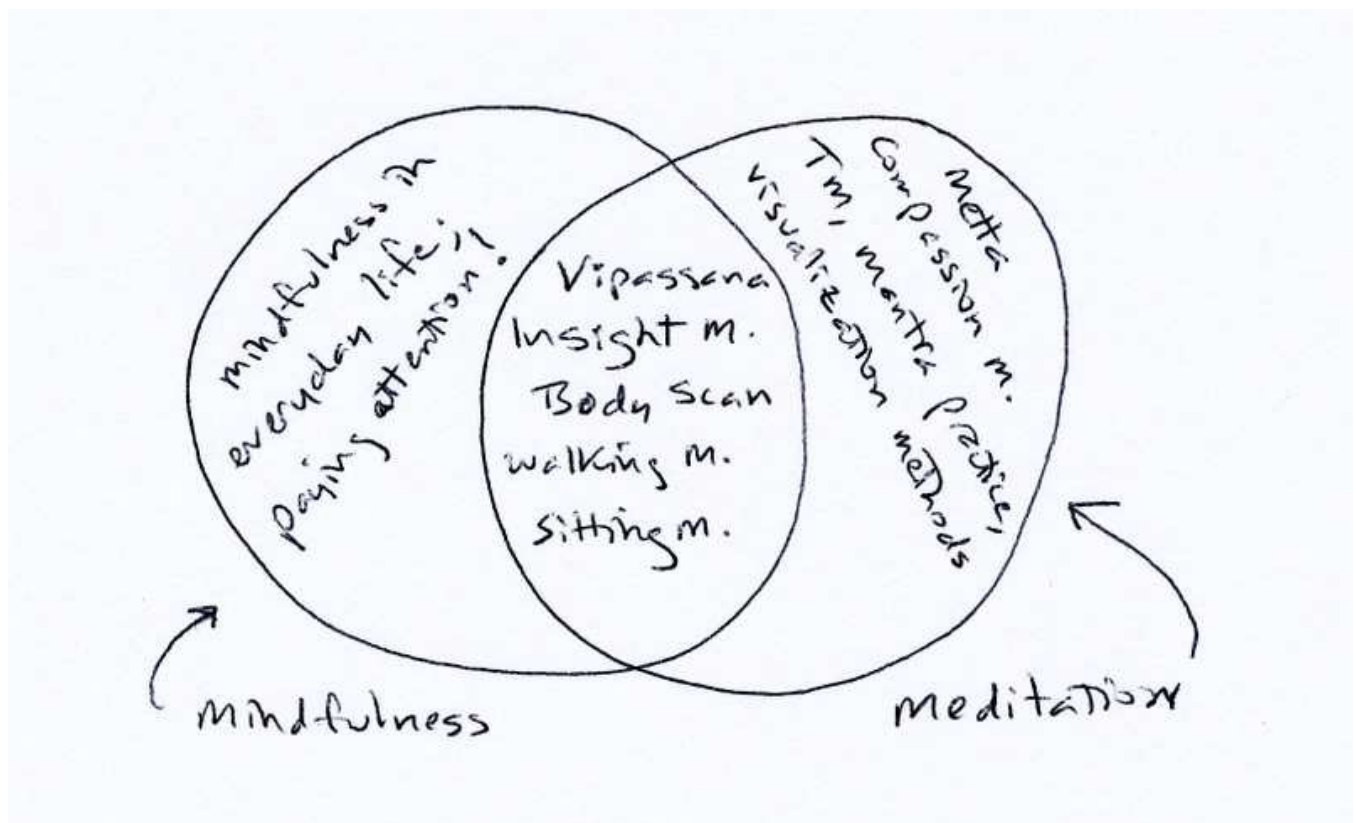 mindfulness in
everyday life;
paying attention!
Vipassana
Insight m.
Body Scan
walking m.
sitting m.
Metta
Compassion m.
TM, mantra practice,
visualization methods
mindfulness
meditation